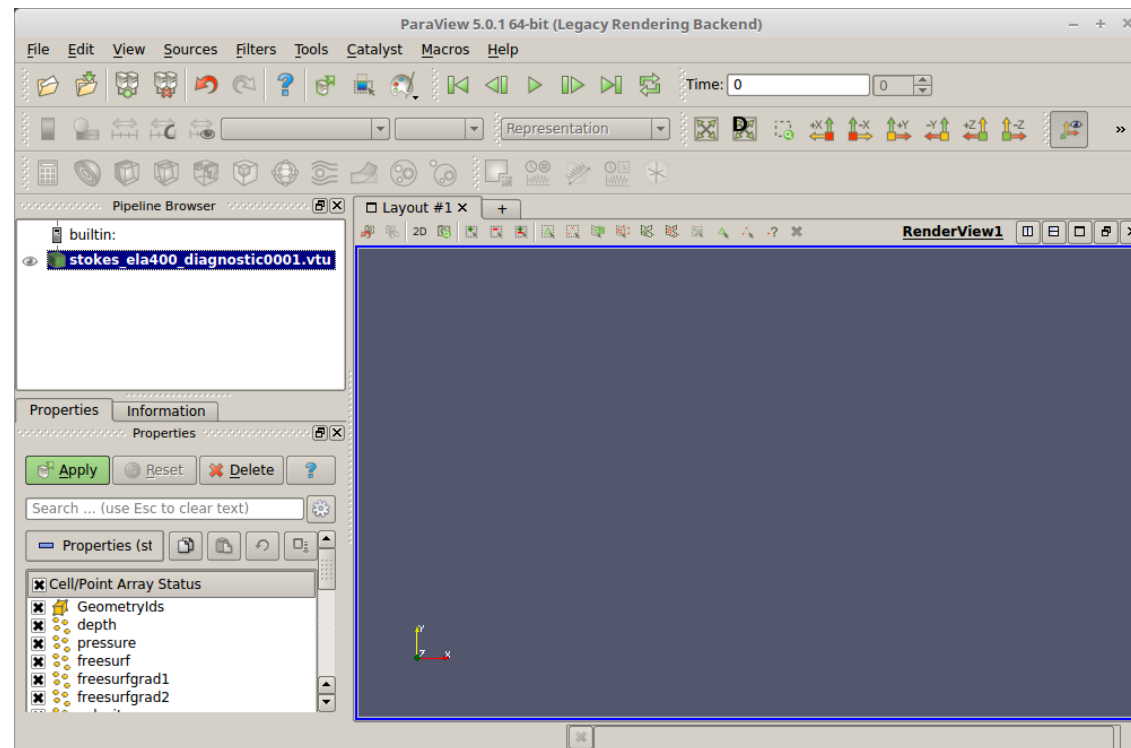 ParaView 5.0.1 64-bit (Legacy Rendering Backend)
File Edit View Sources Filters Tools Catalyst Macros Help
Time: 0 0
Representation +X -X +Y -Y +Z -Z »
Pipeline Browser
Layout #1
builtin:
2D RenderView1
stokes_ela400_diagnostic0001.vtu
Properties Information
Properties
Apply Reset Delete ?
Search ... (use Esc to clear text)
Properties (st
Cell/Point Array Status
GeometryIds
depth
pressure
freesurf
freesurfgrad1
freesurfgrad2
Y
Z X